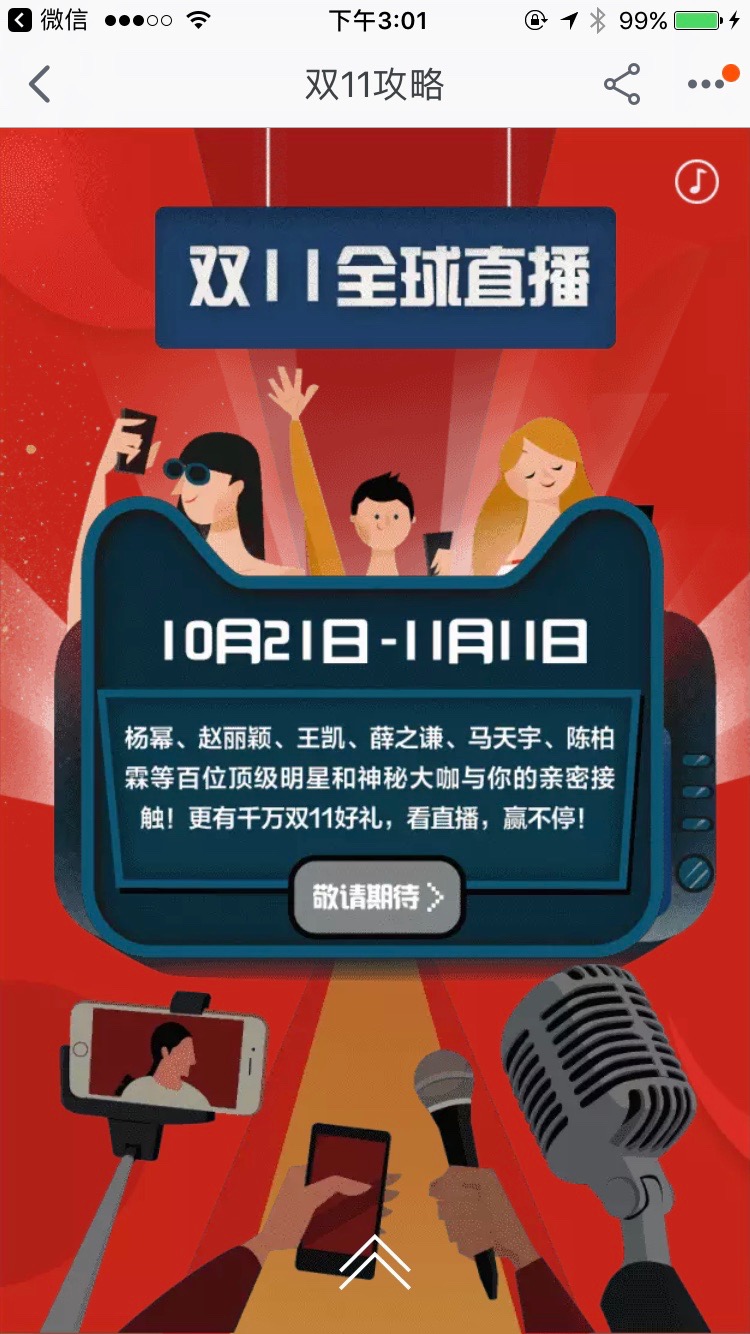 微信
下午3:01
99%
双11攻略
双11全球直播
10月21日-11月11日
杨幂、赵丽颖、王凯、薛之谦、马天宇、陈柏
霖等百位顶级明星和神秘大咖与你的亲密接
触！更有千万双11好礼，看直播，赢不停！
敬请期待